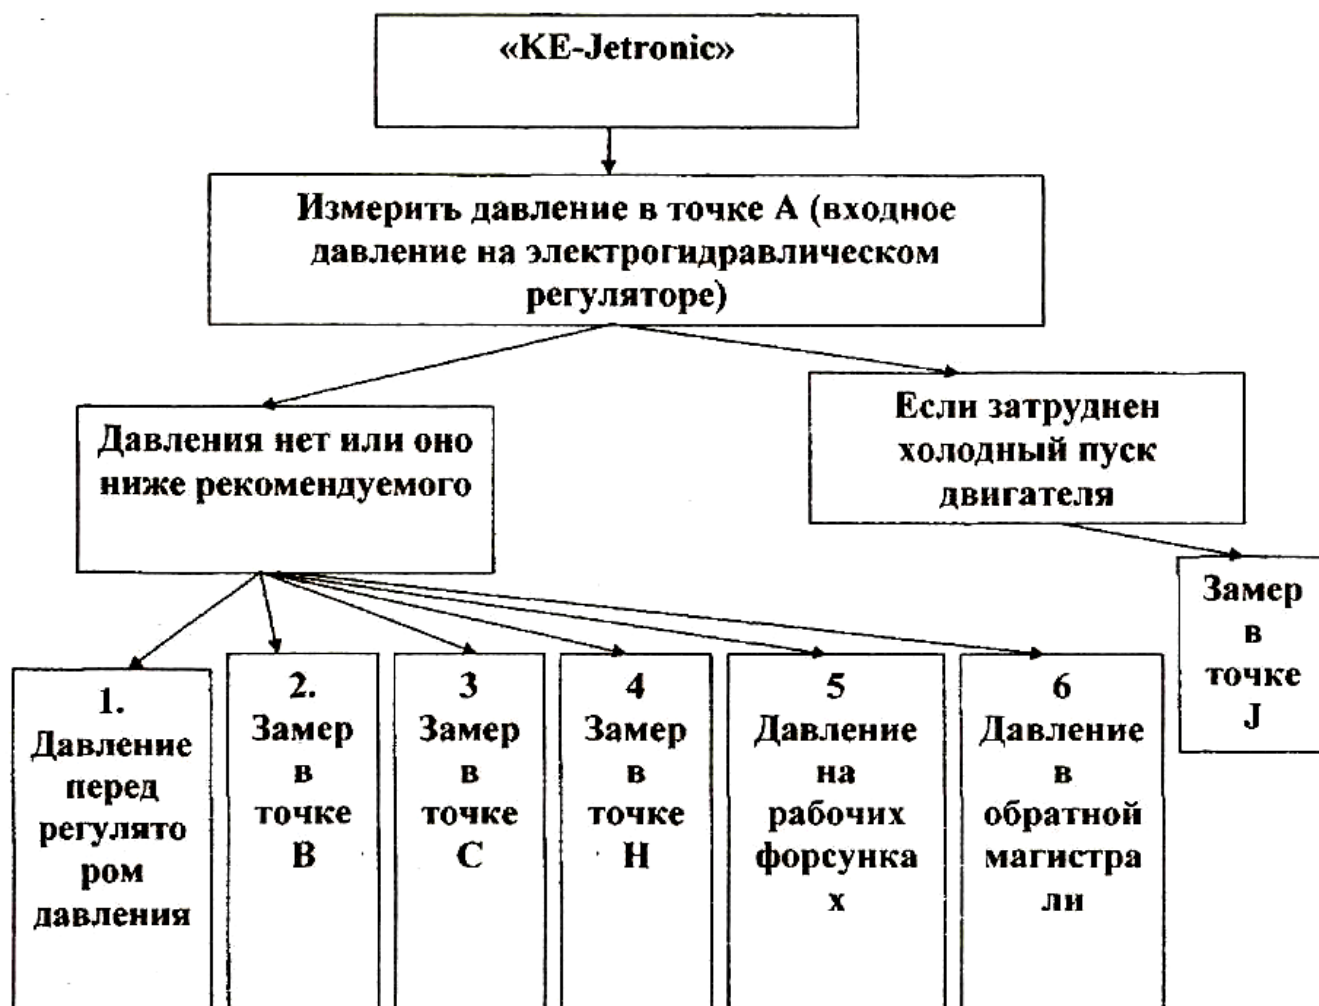 «KE-Jetronic»
Измерить давление в точке А (входное
давление на электрогидравлическом
регуляторе)
Давления нет или оно
ниже рекомендуемого
Если затруднен
холодный пуск
двигателя
Замер
в
точке
J
1.
Давление
перед
регулято
ром
давления
2.
Замер
в
точке
В
3
Замер
в
точке
С
4
Замер
в
точке
Н
5
Давление
на
рабочих
форсунка
х
6
Давление
в
обратной
магистра
ли